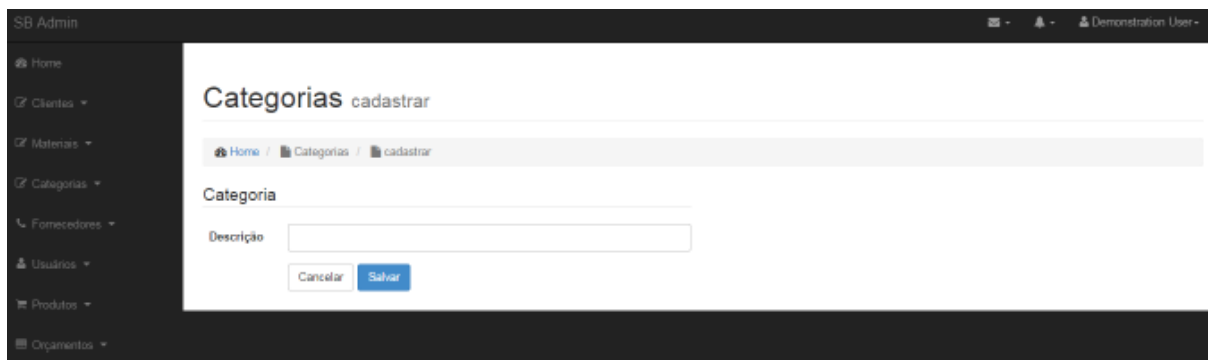 SB Admin
Demonstration User
Home
Clientes
Materiais
Categorias
Fornecedores
Usuários
Produtos
Orçamentos
Categorias cadastrar
Home / Categorias / cadastrar
Categoria
Descrição
Cancelar Salvar